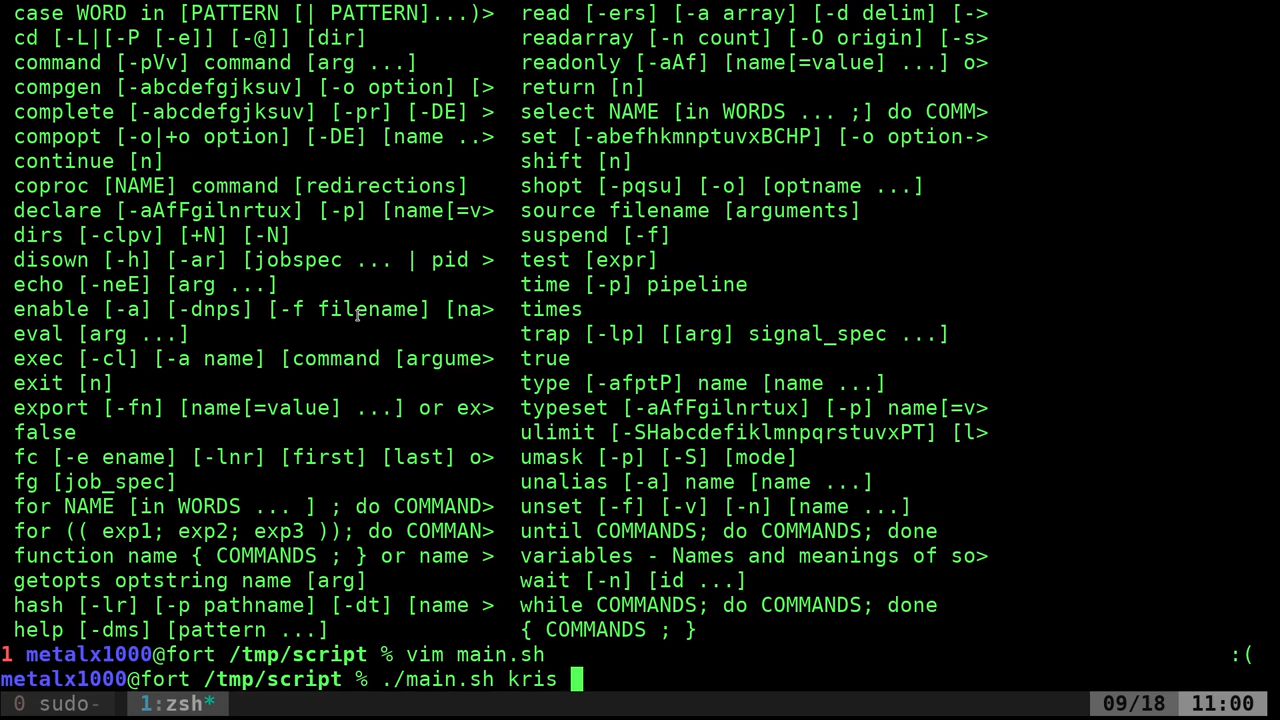 case WORD in [PATTERN [| PATTERN]...)>  read [-ers] [-a array] [-d delim] [->
cd [-L|[-P [-e]] [-@]] [dir]            readarray [-n count] [-O origin] [-s>
command [-pVv] command [arg ...]        readonly [-aAf] [name[=value] ...] o>
compgen [-abcdefgjksuv] [-o option] [>  return [n]
complete [-abcdefgjksuv] [-pr] [-DE] >  select NAME [in WORDS ... ;] do COMM>
compopt [-o|+o option] [-DE] [name ..>  set [-abefhkmnptuvxBCHP] [-o option->
continue [n]                            shift [n]
coproc [NAME] command [redirections]    shopt [-pqsu] [-o] [optname ...]
declare [-aAfFgilnrtux] [-p] [name[=v>  source filename [arguments]
dirs [-clpv] [+N] [-N]                  suspend [-f]
disown [-h] [-ar] [jobspec ... | pid >  test [expr]
echo [-neE] [arg ...]                   time [-p] pipeline
enable [-a] [-dnps] [-f filename] [na>  times
eval [arg ...]                          trap [-lp] [[arg] signal_spec ...]
exec [-cl] [-a name] [command [argume>  true
exit [n]                                type [-afptP] name [name ...]
export [-fn] [name[=value] ...] or ex>  typeset [-aAfFgilnrtux] [-p] name[=v>
false                                   ulimit [-SHabcdefiklmnpqrstuvxPT] [l>
fc [-e ename] [-lnr] [first] [last] o>  umask [-p] [-S] [mode]
fg [job_spec]                           unalias [-a] name [name ...]
for NAME [in WORDS ... ] ; do COMMAND>  unset [-f] [-v] [-n] [name ...]
for (( exp1; exp2; exp3 )); do COMMAN>  until COMMANDS; do COMMANDS; done
function name { COMMANDS ; } or name >  variables - Names and meanings of so>
getopts optstring name [arg]            wait [-n] [id ...]
hash [-lr] [-p pathname] [-dt] [name >  while COMMANDS; do COMMANDS; done
help [-dms] [pattern ...]               { COMMANDS ; }
1 metalx1000@fort /tmp/script % vim main.sh :(
metalx1000@fort /tmp/script % ./main.sh kris
0 sudo- 1:zsh* 09/18 11:00